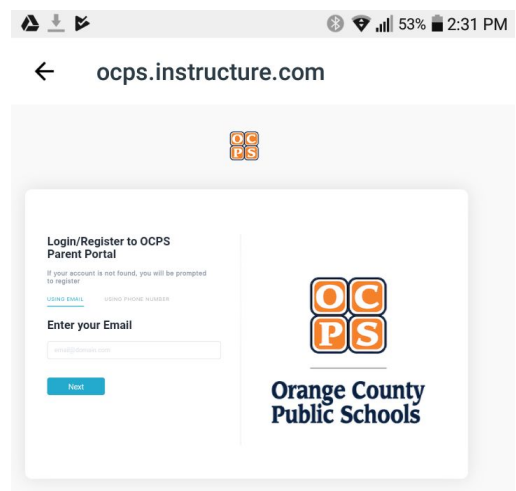 53% 2:31 PM
ocps.instructure.com
OC
PS
Login/Register to OCPS
Parent Portal
If your account is not found, you will be prompted
to register
USING EMAIL USING PHONE NUMBER
Enter your Email
email@domain.com
Next
OC
PS
Orange County
Public Schools